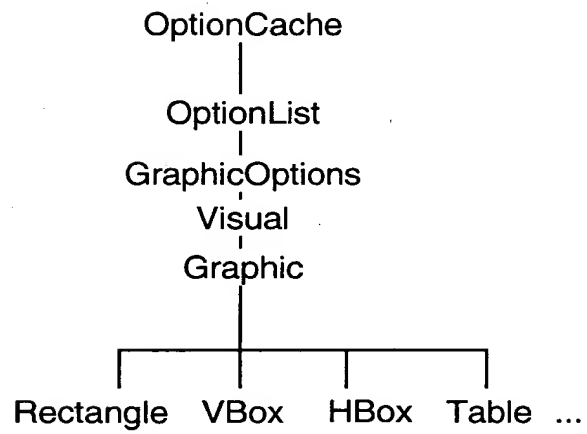 OptionCache
OptionList
GraphicOptions
Visual
Graphic
Rectangle VBox HBox Table ...